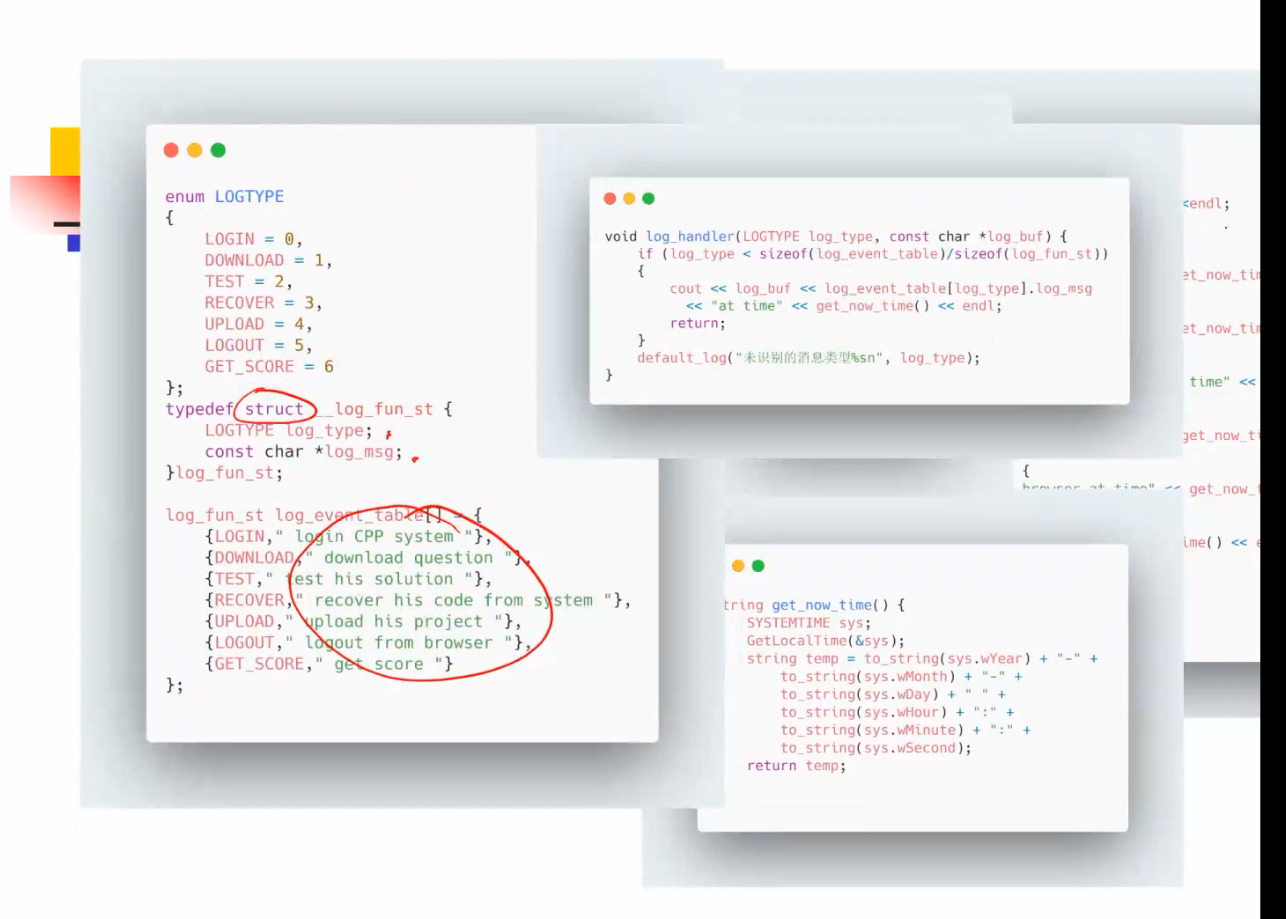 enum LOGTYPE
{
LOGIN = 0,
DOWNLOAD = 1,
TEST = 2,
RECOVER = 3,
UPLOAD = 4,
LOGOUT = 5,
GET_SCORE = 6
};
typedef struct __log_fun_st {
LOGTYPE log_type;
const char *log_msg;
}log_fun_st;
log_fun_st log_event_table[] = {
{LOGIN," login CPP system "},
{DOWNLOAD," download question "},
{TEST," test his solution "},
{RECOVER," recover his code from system "},
{UPLOAD," upload his project "},
{LOGOUT," logout from browser "},
{GET_SCORE," get score "}
};
void log_handler(LOGTYPE log_type, const char *log_buf) {
if (log_type < sizeof(log_event_table)/sizeof(log_fun_st))
{
cout << log_buf << log_event_table[log_type].log_msg
<< "at time" << get_now_time() << endl;
return;
}
default_log("未识别的消息类型%sn", log_type);
}
<endl;
et_now_tim
et_now_tim
time" <<
get_now_ti
{
browser at time" << get_now_t
ime() << e
tring get_now_time() {
SYSTEMTIME sys;
GetLocalTime(&sys);
string temp = to_string(sys.wYear) + "-" +
to_string(sys.wMonth) + "-" +
to_string(sys.wDay) + " " +
to_string(sys.wHour) + ":" +
to_string(sys.wMinute) + ":" +
to_string(sys.wSecond);
return temp;